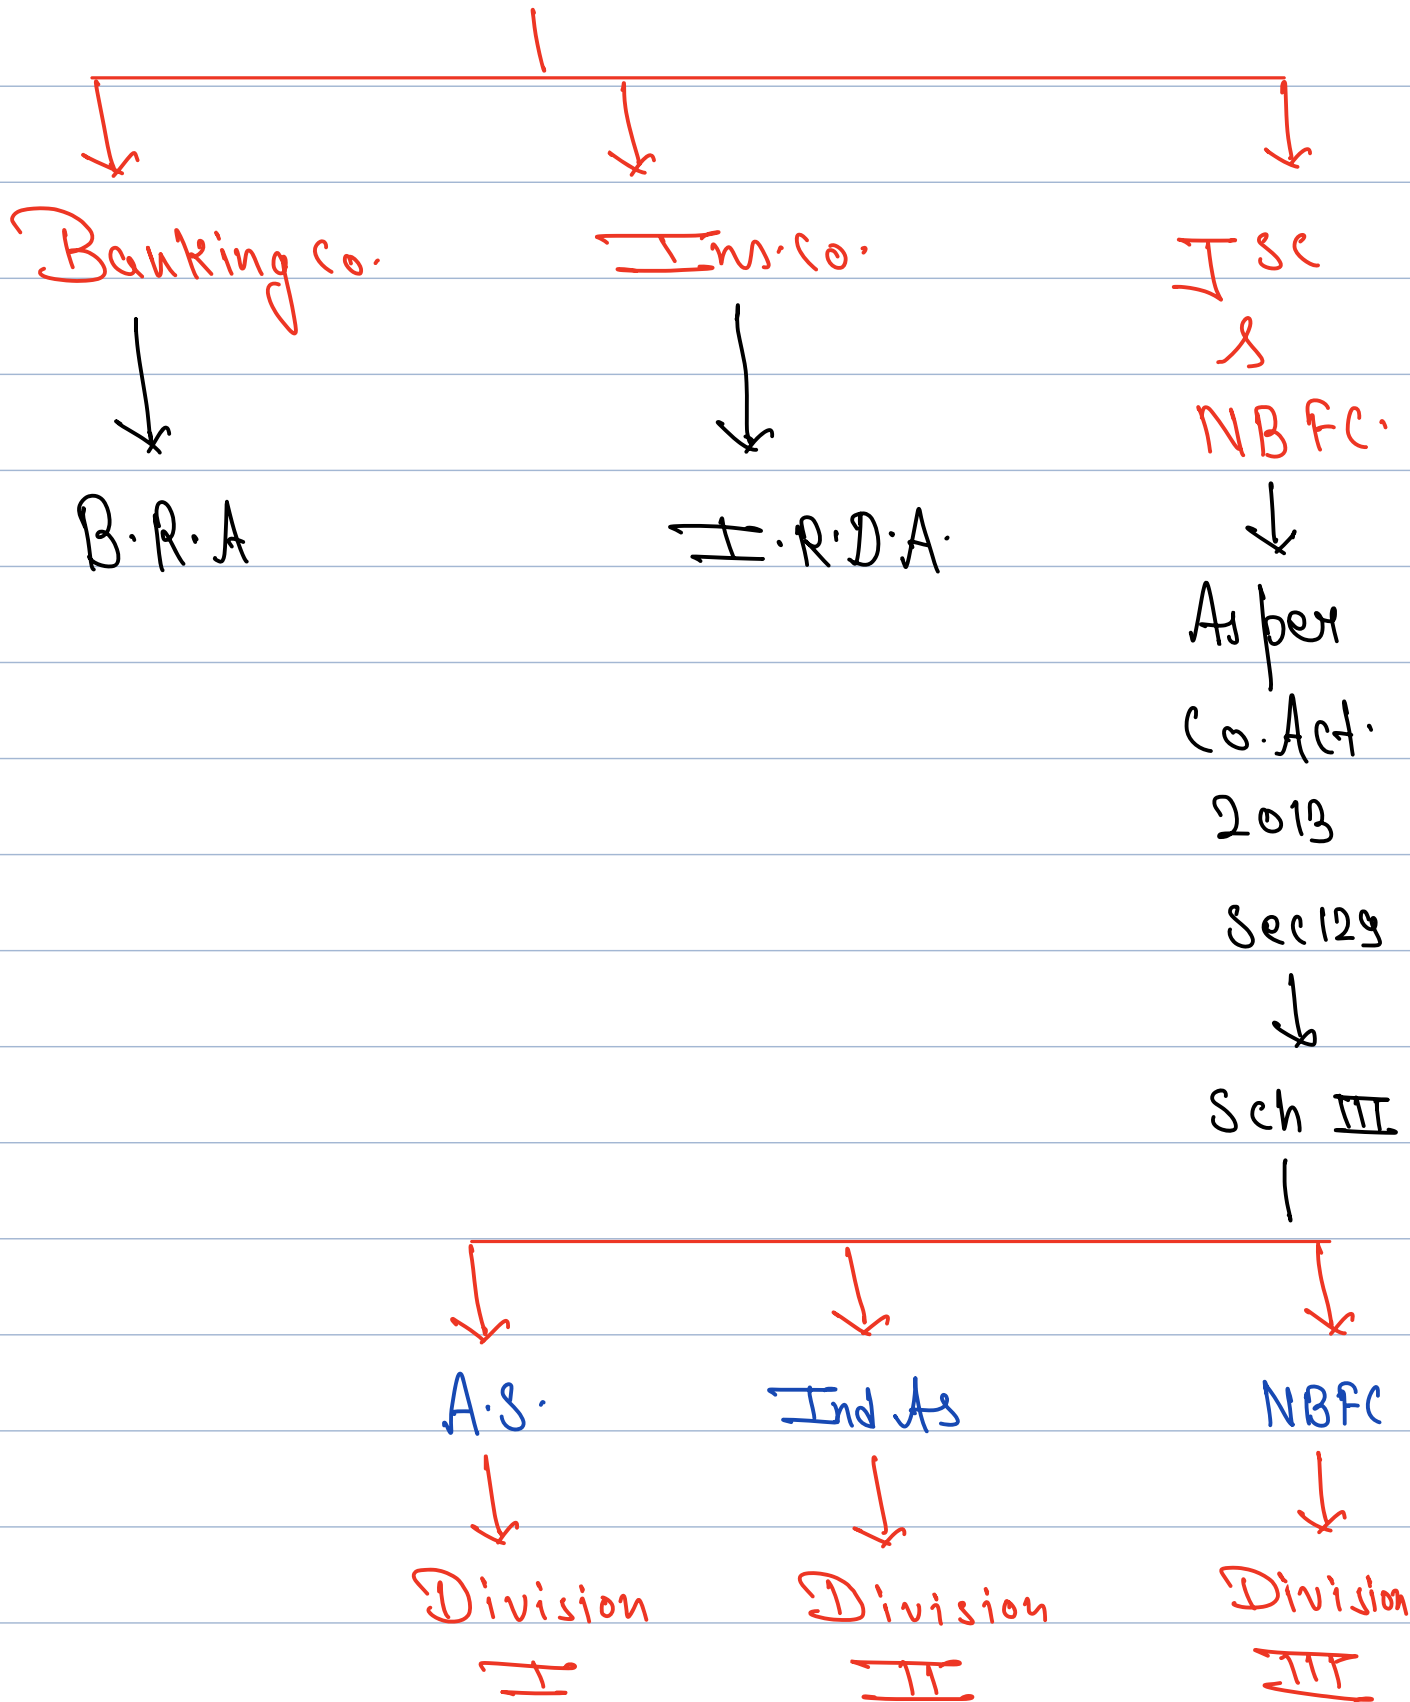 Banking co. Ins. Co. JSC
&
NBFC.
B.R.A I.R.D.A.
As per
Co. Act.
2013
Sec 129
Sch III
A.S. Ind As NBFC
Division Division Division
I II III